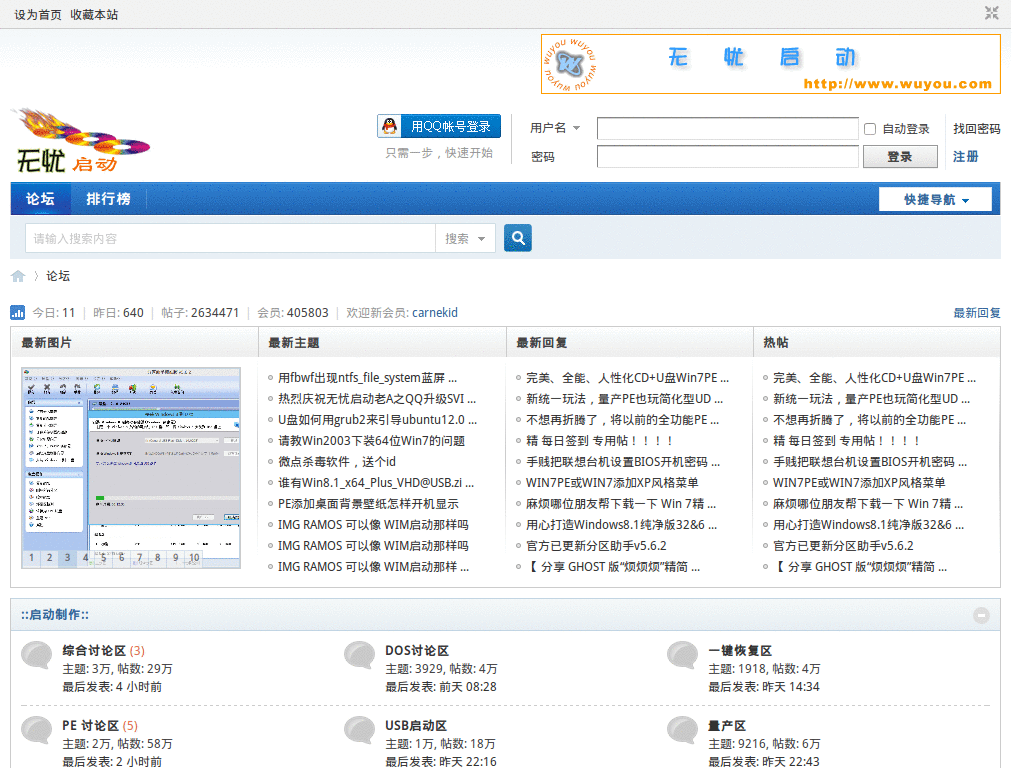 设为首页 收藏本站
wuyou wuyou wuyou wuyou
无忧启动
http://www.wuyou.com
无忧启动
用QQ帐号登录
只需一步，快速开始
用户名
自动登录
找回密码
密码
登录
注册
论坛 排行榜
快捷导航
请输入搜索内容
搜索
论坛
今日: 11 | 昨日: 640 | 帖子: 2634471 | 会员: 405803 | 欢迎新会员: carnekid
最新回复
最新图片
1 2 3 4 5 6 7 8 9 10
最新主题
用fbwf出现ntfs_file_system蓝屏 ...
热烈庆祝无忧启动老A之QQ升级SVI ...
U盘如何用grub2来引导ubuntu12.0 ...
请教Win2003下装64位Win7的问题
微点杀毒软件，送个id
谁有Win8.1_x64_Plus_VHD@USB.zi ...
PE添加桌面背景壁纸怎样开机显示
IMG RAMOS 可以像 WIM启动那样吗
IMG RAMOS 可以像 WIM启动那样吗
IMG RAMOS 可以像 WIM启动那样 ...
最新回复
完美、全能、人性化CD+U盘Win7PE ...
新统一玩法，量产PE也玩简化型UD ...
不想再折腾了，将以前的全功能PE ...
精 每日签到 专用帖！！！！
手贱把联想台机设置BIOS开机密码 ...
WIN7PE或WIN7添加XP风格菜单
麻烦哪位朋友帮下载一下 Win 7精 ...
用心打造Windows8.1纯净版32&6 ...
官方已更新分区助手v5.6.2
【 分享 GHOST 版“烦烦烦”精简 ...
热帖
完美、全能、人性化CD+U盘Win7PE ...
新统一玩法，量产PE也玩简化型UD ...
不想再折腾了，将以前的全功能PE ...
精 每日签到 专用帖！！！！
手贱把联想台机设置BIOS开机密码 ...
WIN7PE或WIN7添加XP风格菜单
麻烦哪位朋友帮下载一下 Win 7精 ...
用心打造Windows8.1纯净版32&6 ...
官方已更新分区助手v5.6.2
【 分享 GHOST 版“烦烦烦”精简 ...
::启动制作::
综合讨论区 (3)
主题: 3万, 帖数: 29万
最后发表: 4 小时前
DOS讨论区
主题: 3929, 帖数: 4万
最后发表: 前天 08:28
一键恢复区
主题: 1918, 帖数: 4万
最后发表: 昨天 14:34
PE 讨论区 (5)
主题: 2万, 帖数: 58万
最后发表: 2 小时前
USB启动区
主题: 1万, 帖数: 18万
最后发表: 昨天 22:16
量产区
主题: 9216, 帖数: 6万
最后发表: 昨天 22:43